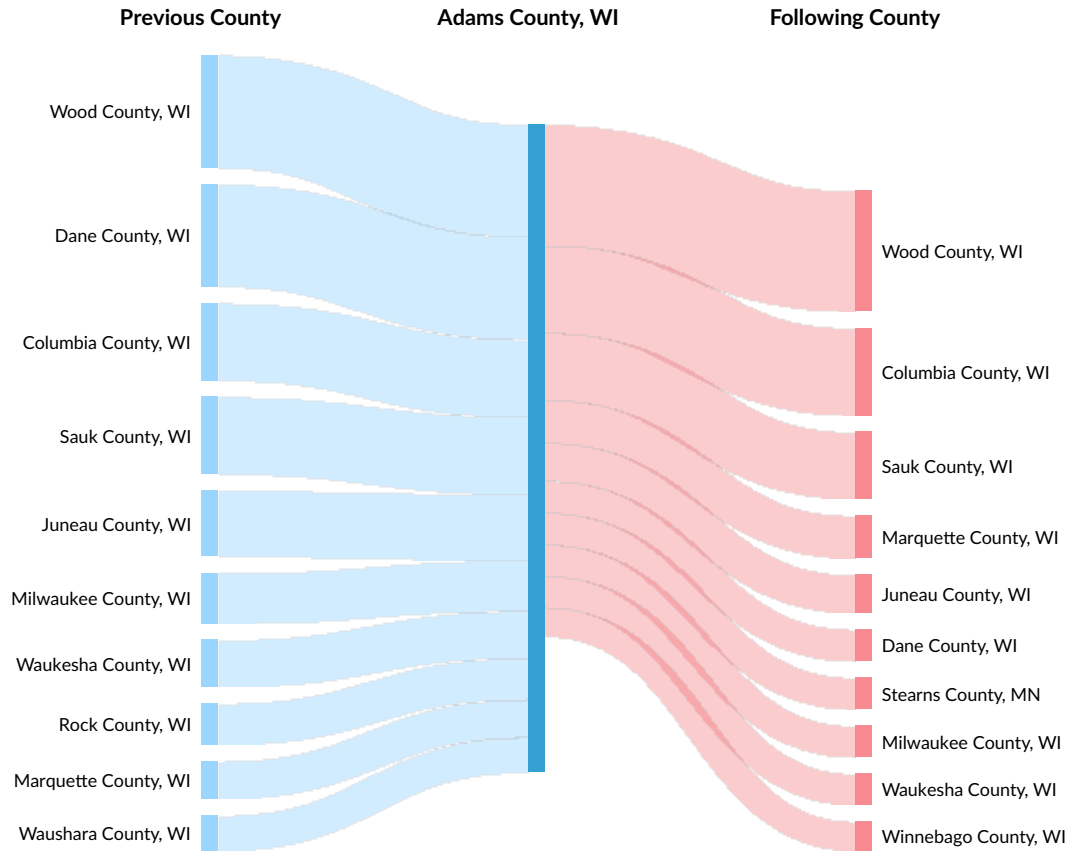 Previous County
Adams County, WI
Following County
Wood County, WI
Dane County, WI
Columbia County, WI
Sauk County, WI
Juneau County, WI
Milwaukee County, WI
Waukesha County, WI
Rock County, WI
Marquette County, WI
Waushara County, WI
Wood County, WI
Columbia County, WI
Sauk County, WI
Marquette County, WI
Juneau County, WI
Dane County, WI
Stearns County, MN
Milwaukee County, WI
Waukesha County, WI
Winnebago County, WI